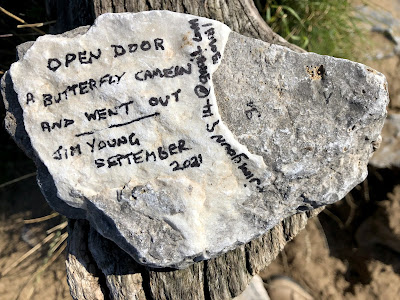 OPEN DOOR
A BUTTERFLY CAME IN
AND WENT OUT
JIM YOUNG
SEPTEMBER
2021